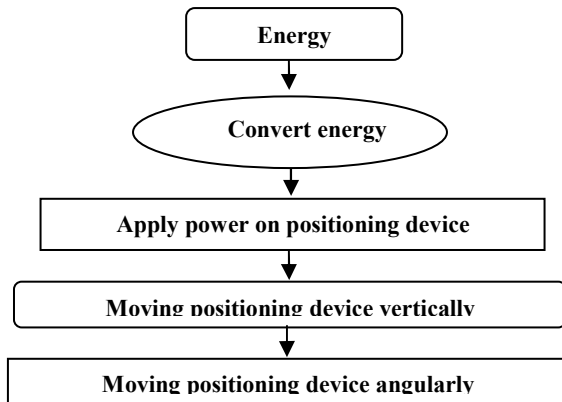 Energy
Convert energy
Apply power on positioning device
Moving positioning device vertically
Moving positioning device angularly